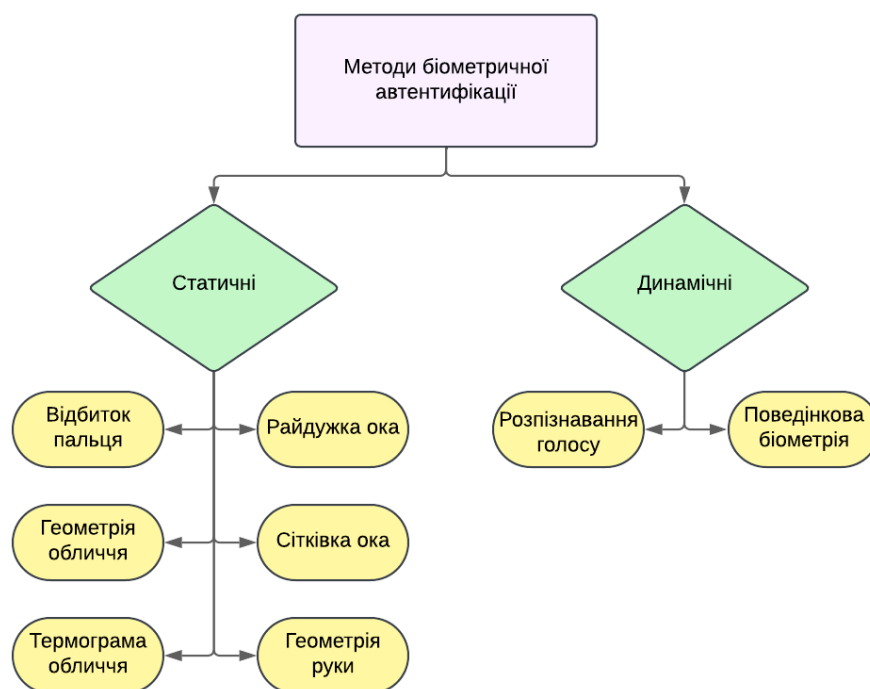 Методи біометричної
автентифікації
Статичні
Динамічні
Відбиток
пальця
Райдужка ока
Розпізнавання
голосу
Поведінкова
біометрія
Геометрія
обличчя
Сітківка ока
Термограма
обличчя
Геометрія
руки